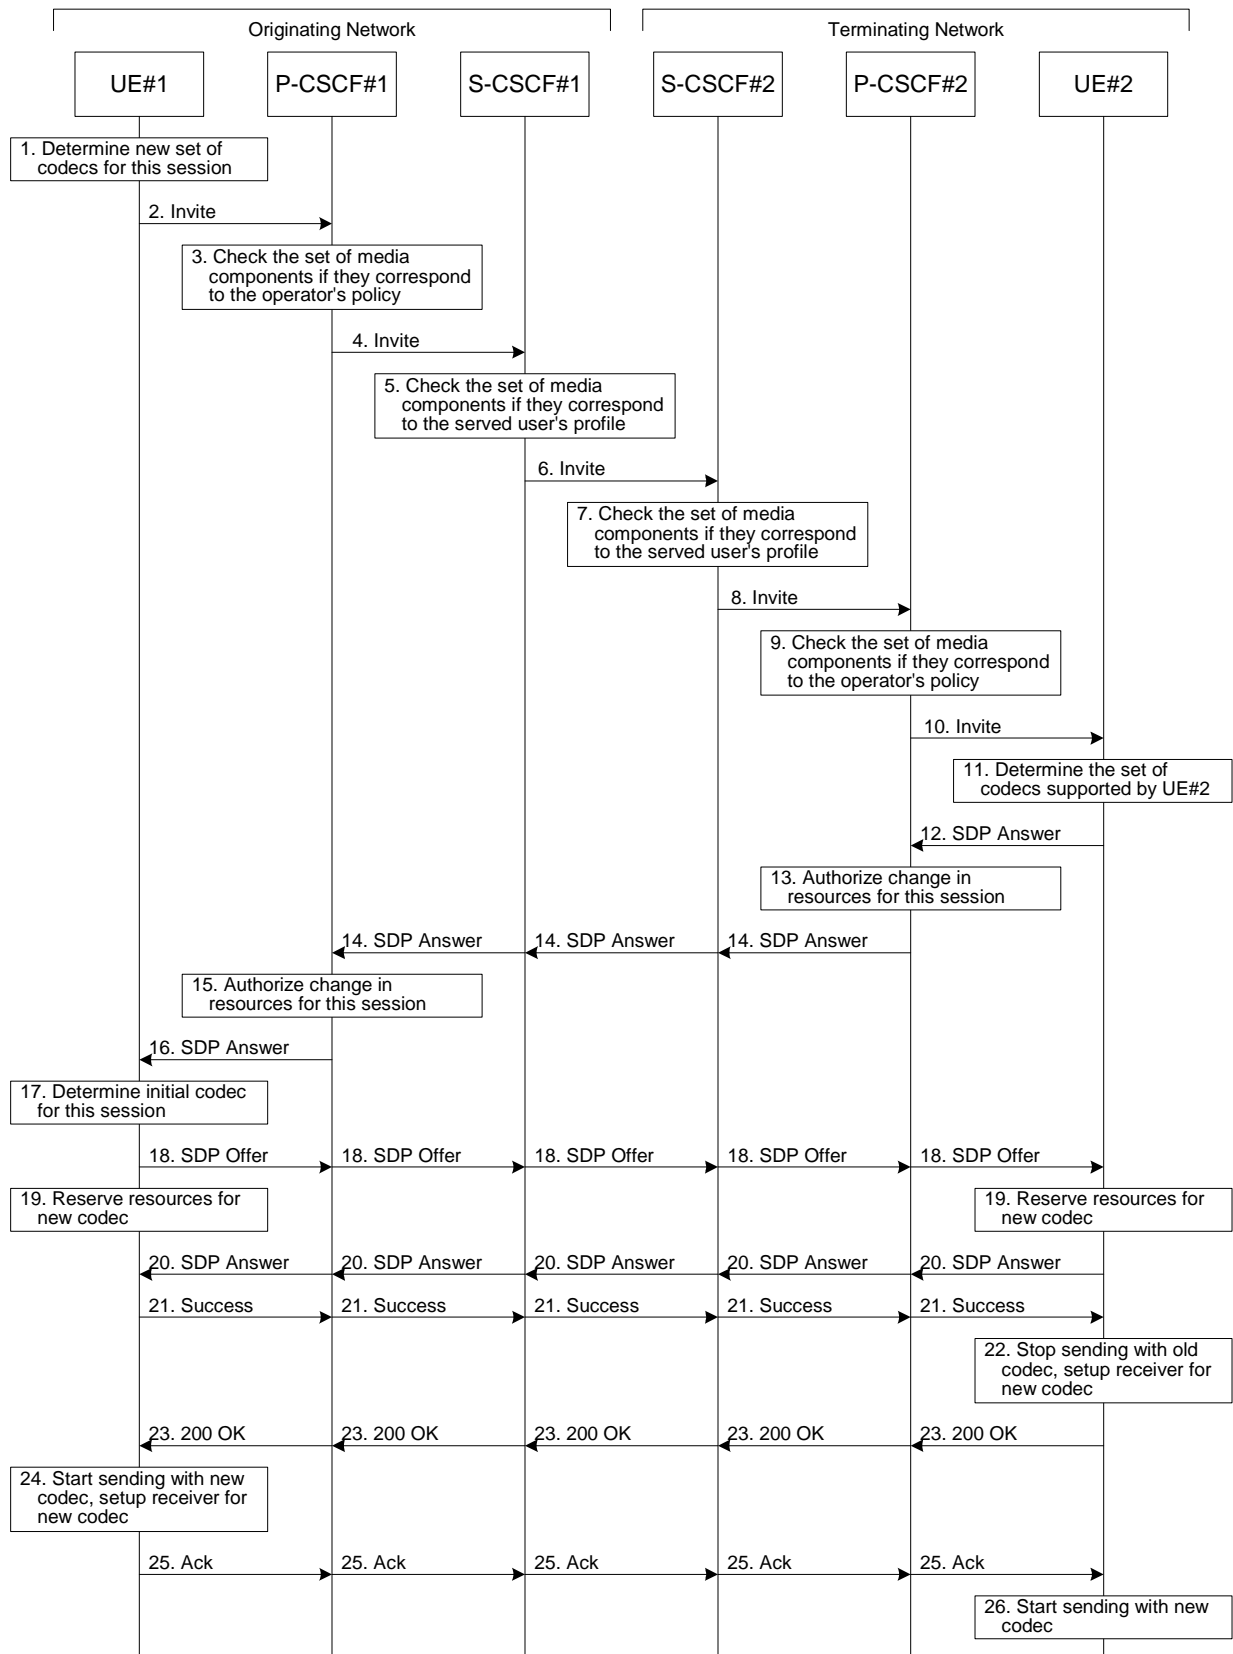 Originating Network
Terminating Network
UE#1
P-CSCF#1
S-CSCF#1
S-CSCF#2
P-CSCF#2
UE#2
1. Determine new set of
codecs for this session
2. Invite
3. Check the set of media
components if they correspond
to the operator's policy
4. Invite
5. Check the set of media
components if they correspond
to the served user's profile
6. Invite
7. Check the set of media
components if they correspond
to the served user's profile
8. Invite
9. Check the set of media
components if they correspond
to the operator's policy
10. Invite
11. Determine the set of
codecs supported by UE#2
12. SDP Answer
13. Authorize change in
resources for this session
14. SDP Answer
14. SDP Answer
14. SDP Answer
15. Authorize change in
resources for this session
16. SDP Answer
17. Determine initial codec
for this session
18. SDP Offer
18. SDP Offer
18. SDP Offer
18. SDP Offer
18. SDP Offer
19. Reserve resources for
new codec
19. Reserve resources for
new codec
20. SDP Answer
20. SDP Answer
20. SDP Answer
20. SDP Answer
20. SDP Answer
21. Success
21. Success
21. Success
21. Success
21. Success
22. Stop sending with old
codec, setup receiver for
new codec
23. 200 OK
23. 200 OK
23. 200 OK
23. 200 OK
23. 200 OK
24. Start sending with new
codec, setup receiver for
new codec
25. Ack
25. Ack
25. Ack
25. Ack
25. Ack
26. Start sending with new
codec